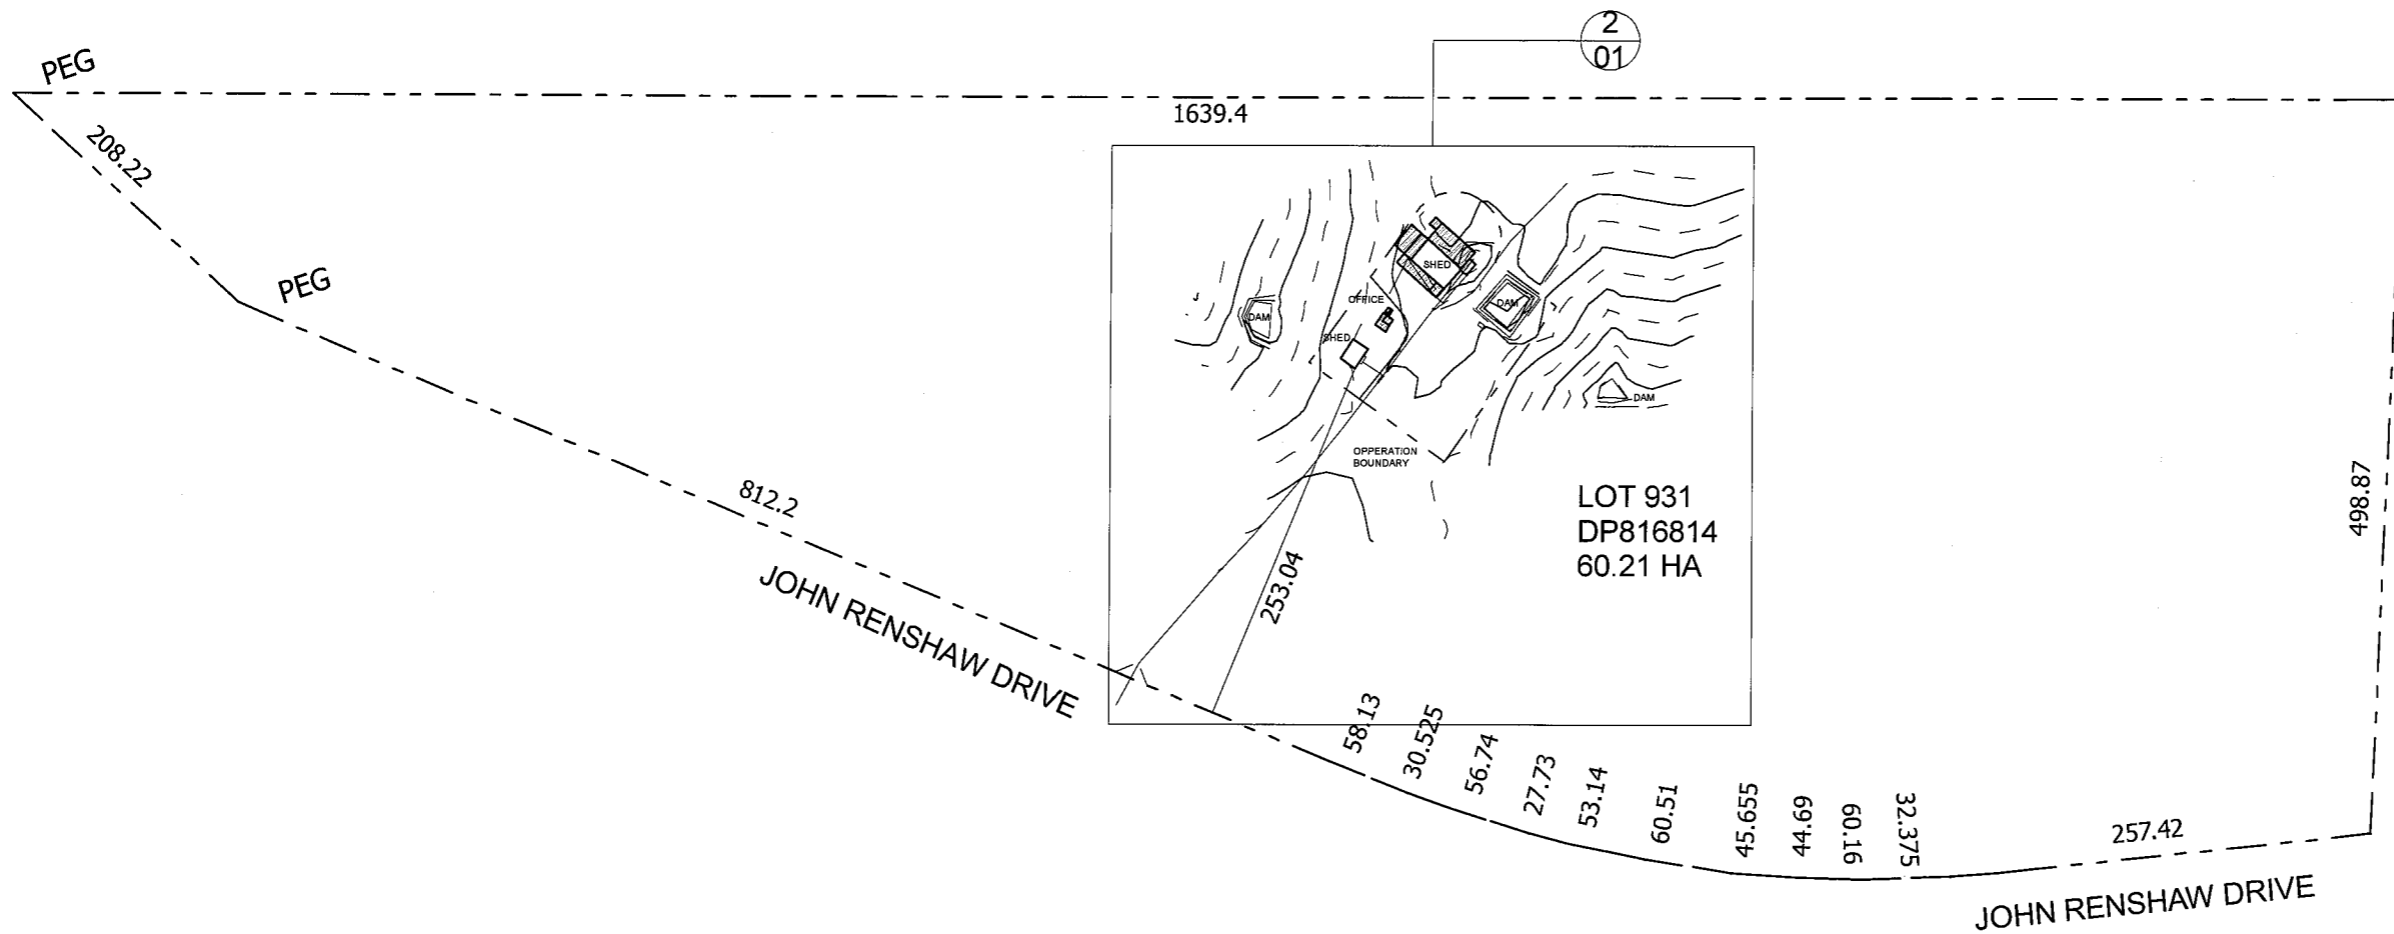 2
01
PEG
1639.4
208.22
PEG
SHED
OFFICE
DAM
DAM
SHED
DAM
OPPERATION
BOUNDARY
812.2
LOT 931
DP816814
60.21 HA
498.87
253.04
JOHN RENSHAW DRIVE
58.13
30.525
56.74
27.73
53.14
60.51
45.655
44.69
60.16
32.375
257.42
JOHN RENSHAW DRIVE